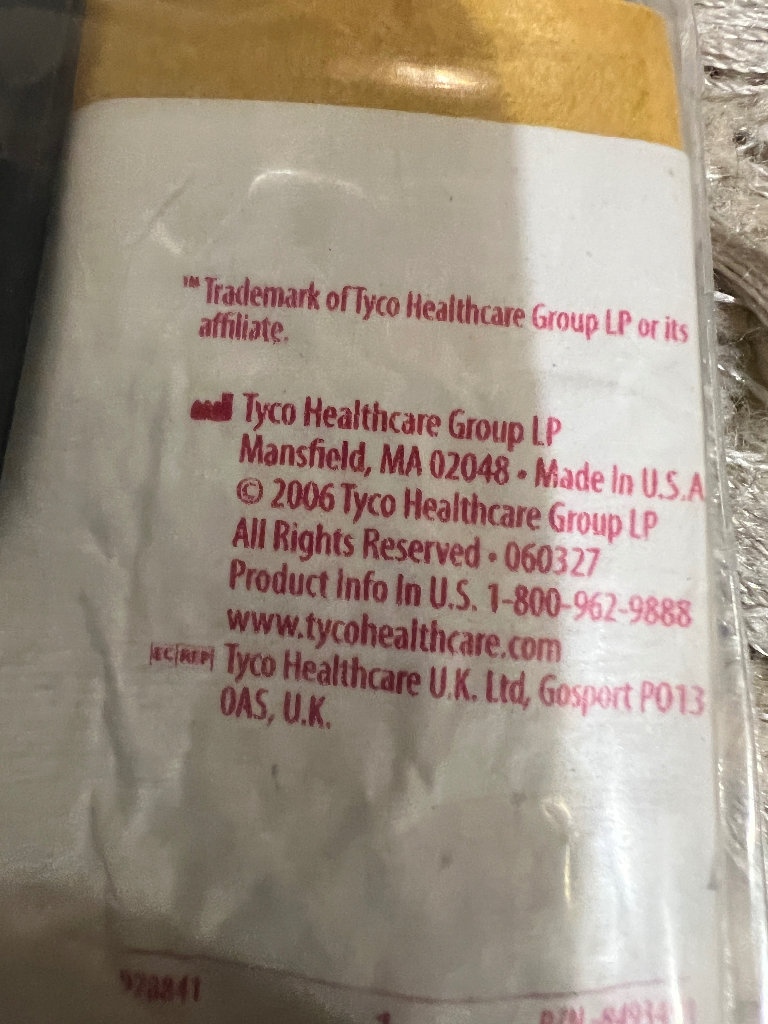 ™ Trademark of Tyco Healthcare Group LP or its
affiliate.
Tyco Healthcare Group LP
Mansfield, MA 02048 • Made In U.S.A
© 2006 Tyco Healthcare Group LP
All Rights Reserved • 060327
Product Info In U.S. 1-800-962-9888
www.tycohealthcare.com
EC REP Tyco Healthcare U.K. Ltd, Gosport PO13
0AS, U.K.